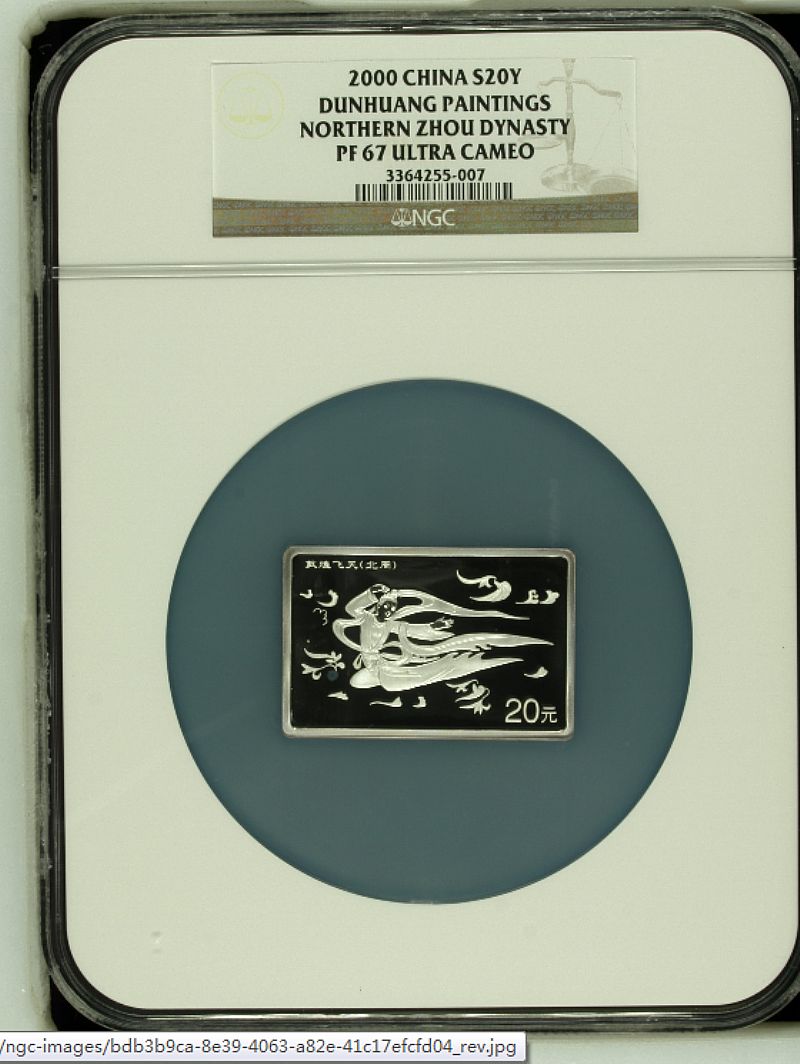 2000 CHINA S20Y
DUNHUANG PAINTINGS
NORTHERN ZHOU DYNASTY
PF 67 ULTRA CAMEO
3364255-007
NGC
敦煌飞天(北周)
20元
/ngc-images/bdb3b9ca-8e39-4063-a82e-41c17efcfd04_rev.jpg